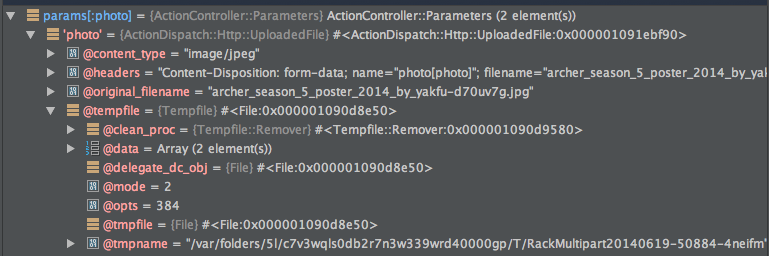 params[:photo] = {ActionController::Parameters} ActionController::Parameters (2 element(s))
'photo' = {ActionDispatch::Http::UploadedFile} #<ActionDispatch::Http::UploadedFile:0x000001091ebf90>
@content_type = "image/jpeg"
@headers = "Content-Disposition: form-data; name="photo[photo]"; filename="archer_season_5_poster_2014_by_yakfu-
@original_filename = "archer_season_5_poster_2014_by_yakfu-d70uv7g.jpg"
@tempfile = {Tempfile} #<File:0x000001090d8e50>
@clean_proc = {Tempfile::Remover} #<Tempfile::Remover:0x000001090d9580>
@data = Array (2 element(s))
@delegate_dc_obj = {File} #<File:0x000001090d8e50>
@mode = 2
@opts = 384
@tmpfile = {File} #<File:0x000001090d8e50>
@tmpname = "/var/folders/5l/c7v3wqls0db2r7n3w339wrd40000gp/T/RackMultipart20140619-50884-4neifm"